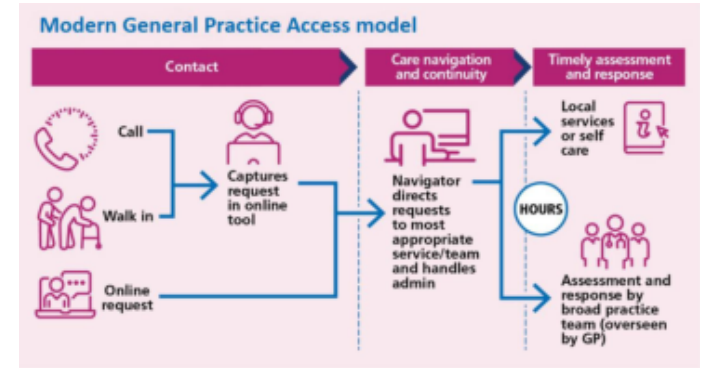 Modern General Practice Access model
Contact
Care navigation
and continuity
Timely assessment
and response
Call
Walk in
Online
request
Captures
request
in online
tool
Navigator
directs
requests
to most
appropriate
service/team
and handles
admin
Local
services
or self
care
HOURS
Assessment and
response by
broad practice
team (overseen
by GP)